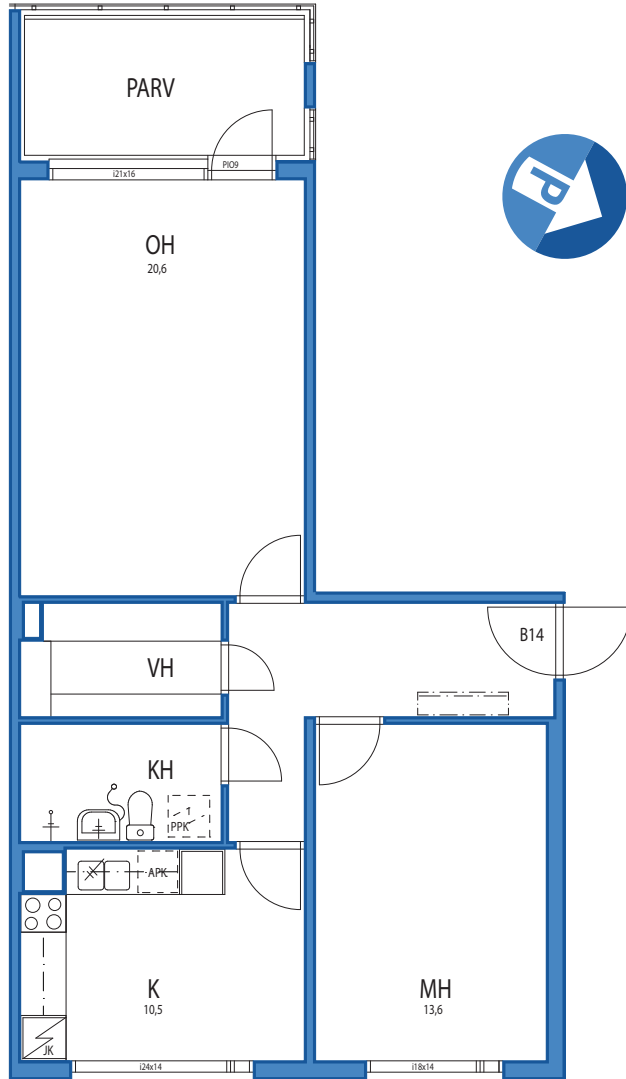 PARV
i21x16
PIO9
P
OH
20,6
B14
VH
KH
1
PPK
APK
K
10,5
MH
13,6
JK
i24x14
i18x14